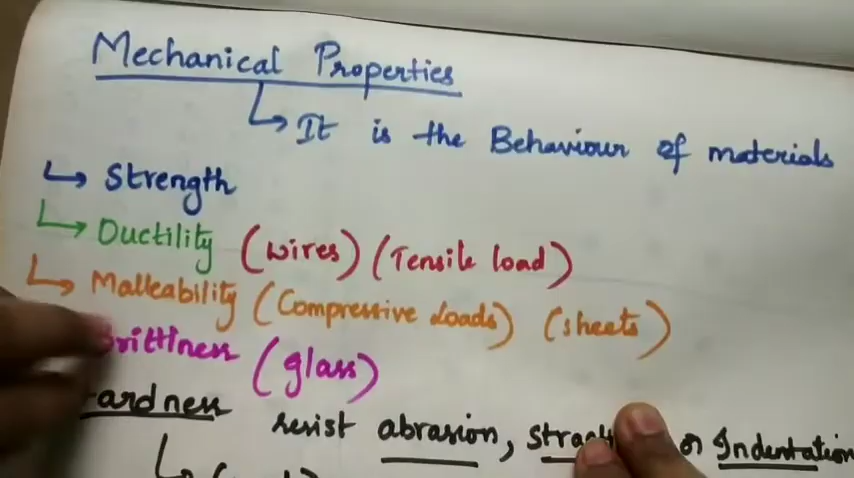 Mechanical Properties
It is the Behaviour of materials
Strength
Ductility (wires) (Tensile load)
Malleability (Compressive Loads) (sheets)
Brittlness (glass)
resist abrasion, or Indentation